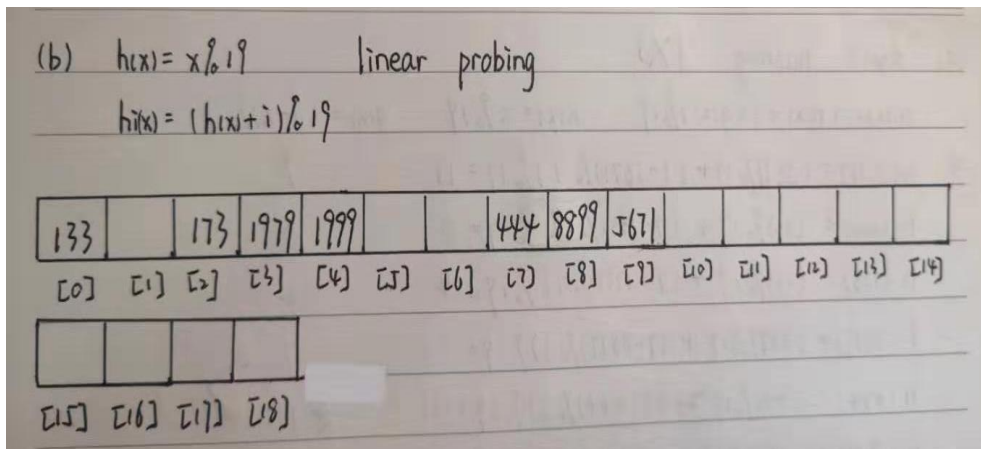 (b) h(x) = x%19 linear probing
hi(x) = (h(x)+i)%19
133 173 1979 1999 444 8899 5671
[0] [1] [2] [3] [4] [5] [6] [7] [8] [9] [10] [11] [12] [13] [14]
[15] [16] [17] [18]